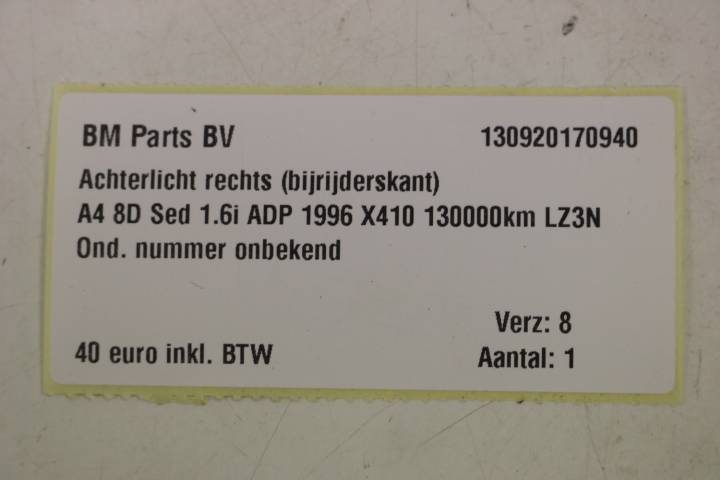 BM Parts BV 130920170940
Achterlicht rechts (bijrijderskant)
A4 8D Sed 1.6i ADP 1996 X410 130000km LZ3N
Ond. nummer onbekend
Verz: 8
40 euro inkl. BTW Aantal: 1